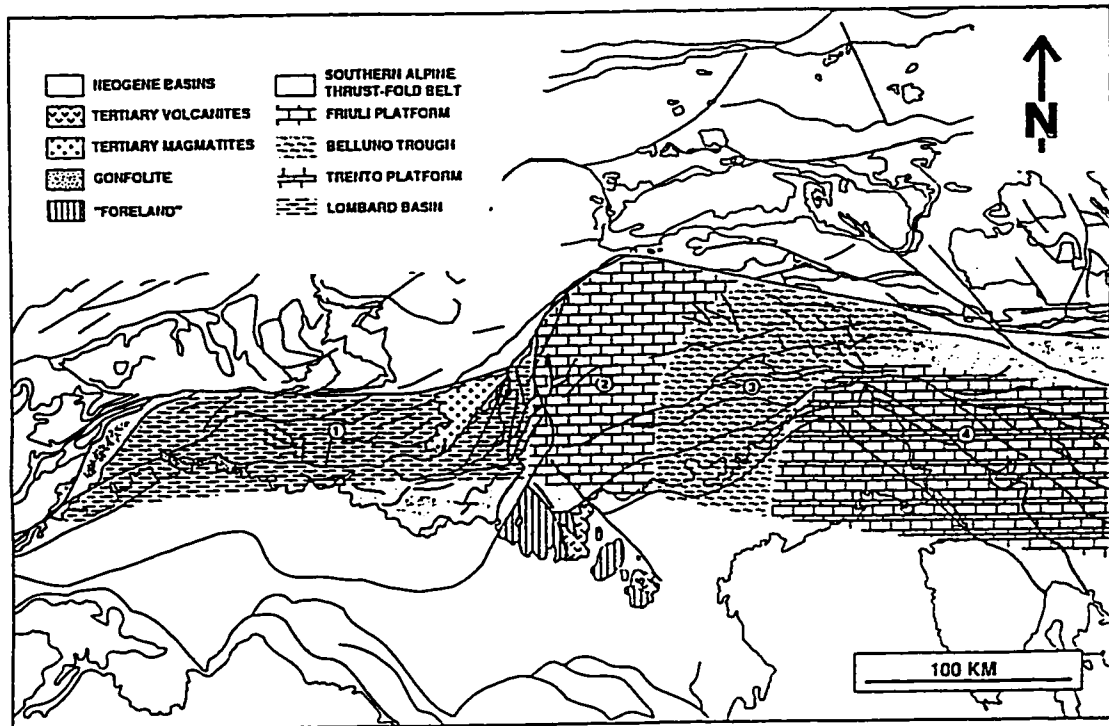 NEOGENE BASINS
TERTIARY VOLCANITES
TERTIARY MAGMATITES
GONFOLITE
"FORELAND"
SOUTHERN ALPINE
THRUST-FOLD BELT
FRIULI PLATFORM
BELLUNO TROUGH
TRENTO PLATFORM
LOMBARD BASIN
N
1
2
3
4
100 KM